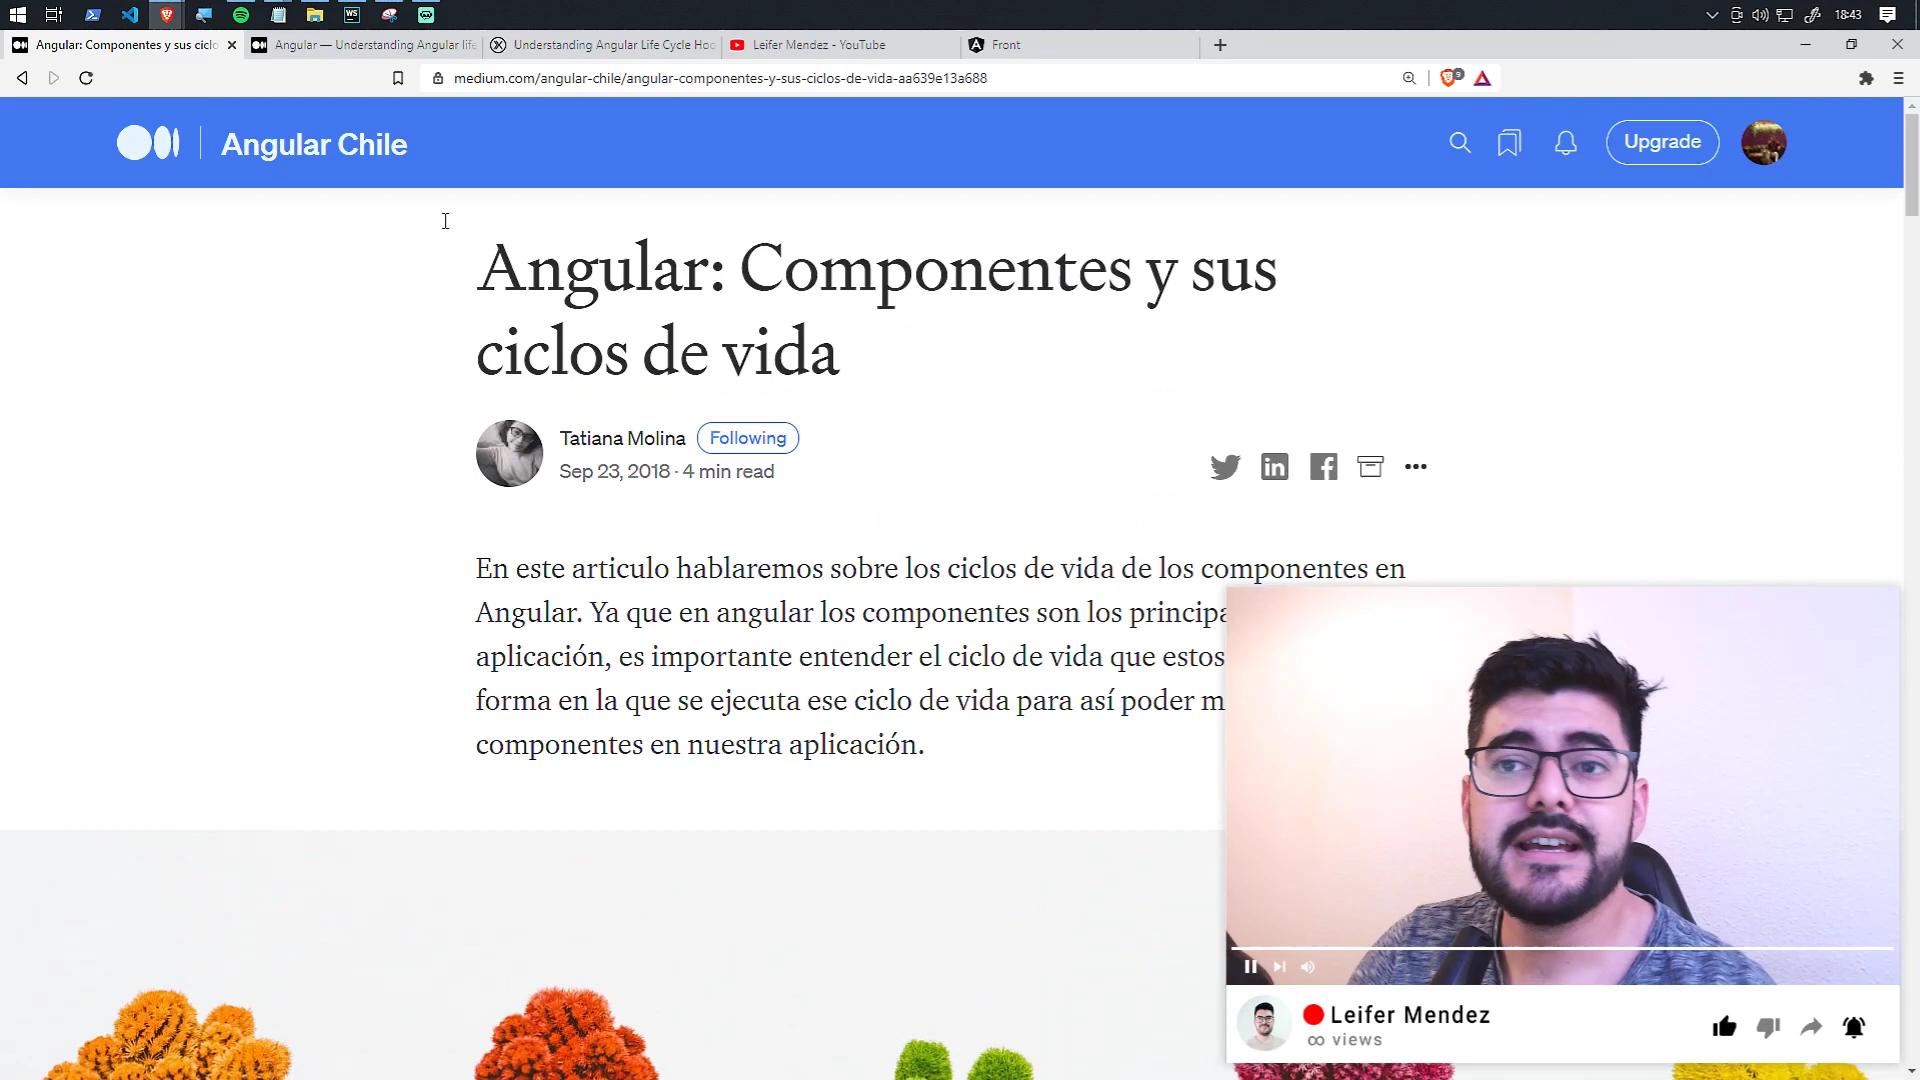 18:43
Angular: Componentes y sus ciclo
Angular — Understanding Angular life
Understanding Angular Life Cycle Hoo
Leifer Mendez - YouTube
Front
medium.com/angular-chile/angular-componentes-y-sus-ciclos-de-vida-aa639e13a688
Angular Chile
Upgrade
Angular: Componentes y sus
ciclos de vida
Tatiana Molina
Following
Sep 23, 2018 · 4 min read
En este articulo hablaremos sobre los ciclos de vida de los componentes en
Angular. Ya que en angular los componentes son los principa
aplicación, es importante entender el ciclo de vida que estos
forma en la que se ejecuta ese ciclo de vida para así poder m
componentes en nuestra aplicación.
Leifer Mendez
∞ views